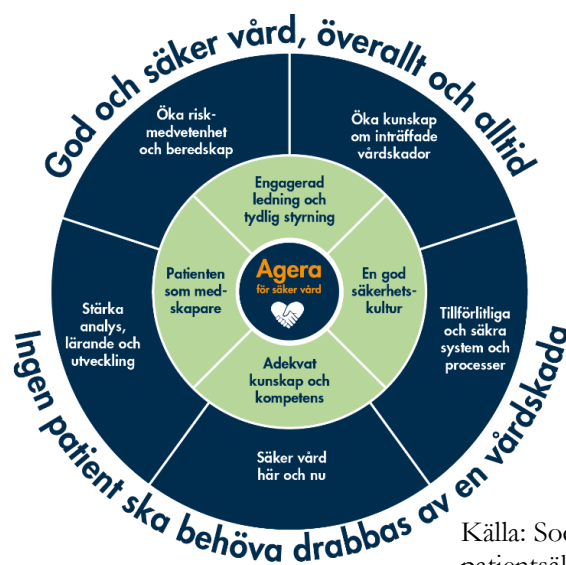 God och säker vård, överallt och alltid
Öka risk-
medvetenhet
och beredskap
Öka kunskap
om inträffade
vårdskador
Engagerad
ledning och
tydlig styrning
Patienten
som med-
skapare
Agera
för säker vård
En god
säkerhets-
kultur
Stärka
analys,
lärande och
utveckling
Tillförlitliga
och säkra
system och
processer
Adekvat
kunskap och
kompetens
Säker vård
här och nu
Ingen patient ska behöva drabbas av en vårdskada
Källa: